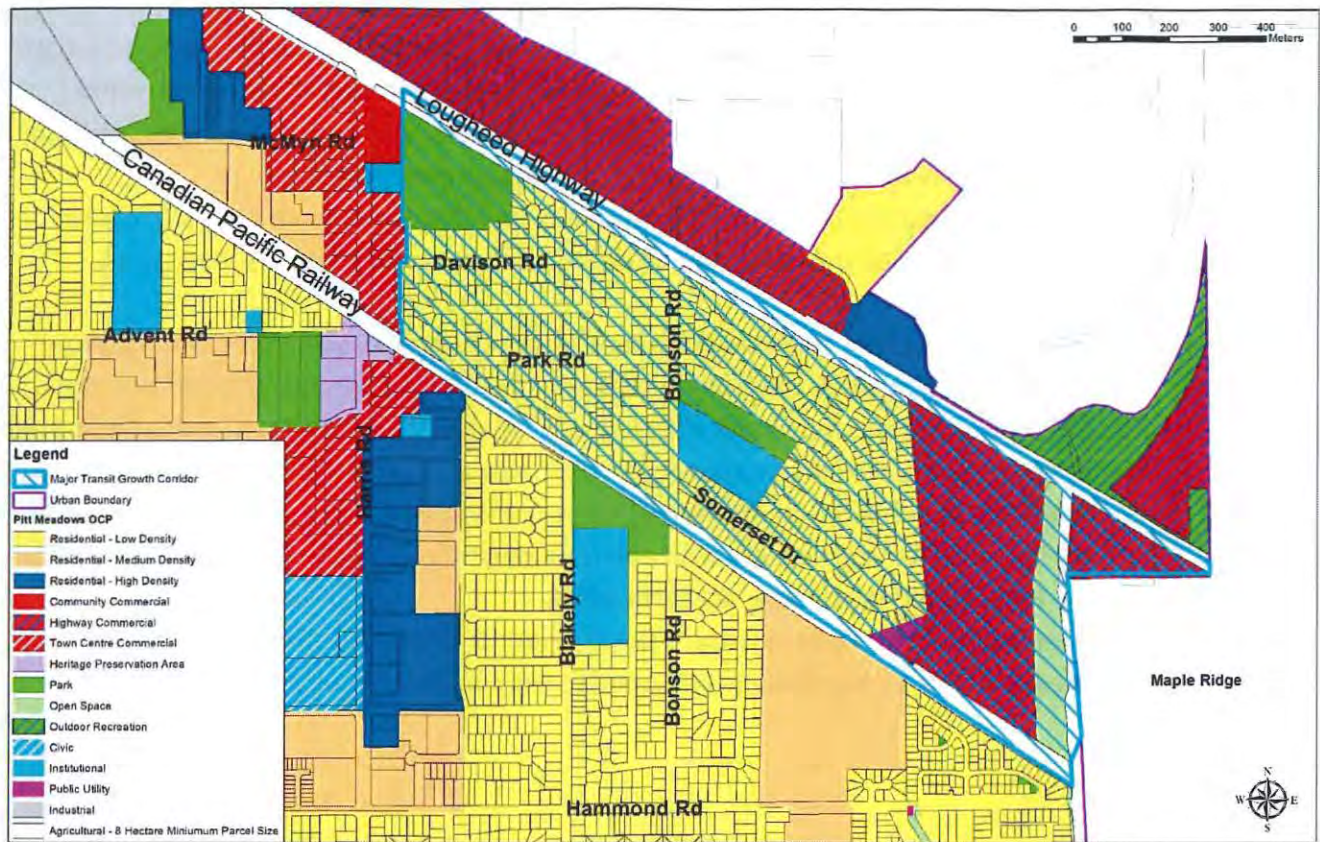 0 100 200 300 400
Meters
Lougheed Highway
McMyn Rd
Canadian Pacific Railway
Davison Rd
Advent Rd
Park Rd
Bonson Rd
Somerset Dr
Blakely Rd
Bonson Rd
Maple Ridge
Hammond Rd
Legend
Major Transit Growth Corridor
Urban Boundary
Pitt Meadows OCP
Residential - Low Density
Residential - Medium Density
Residential - High Density
Community Commercial
Highway Commercial
Town Centre Commercial
Heritage Preservation Area
Park
Open Space
Outdoor Recreation
Civic
Institutional
Public Utility
Industrial
Agricultural - 8 Hectare Miniumum Parcel Size
N
W E
S